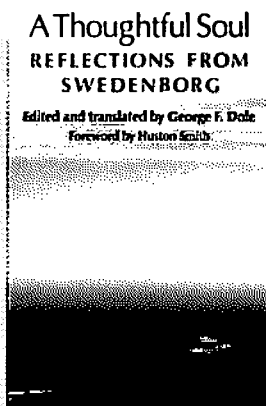 A Thoughtful Soul
REFLECTIONS FROM
SWEDENBORG
Edited and translated by George F. Dole
Foreword by Huston Smith